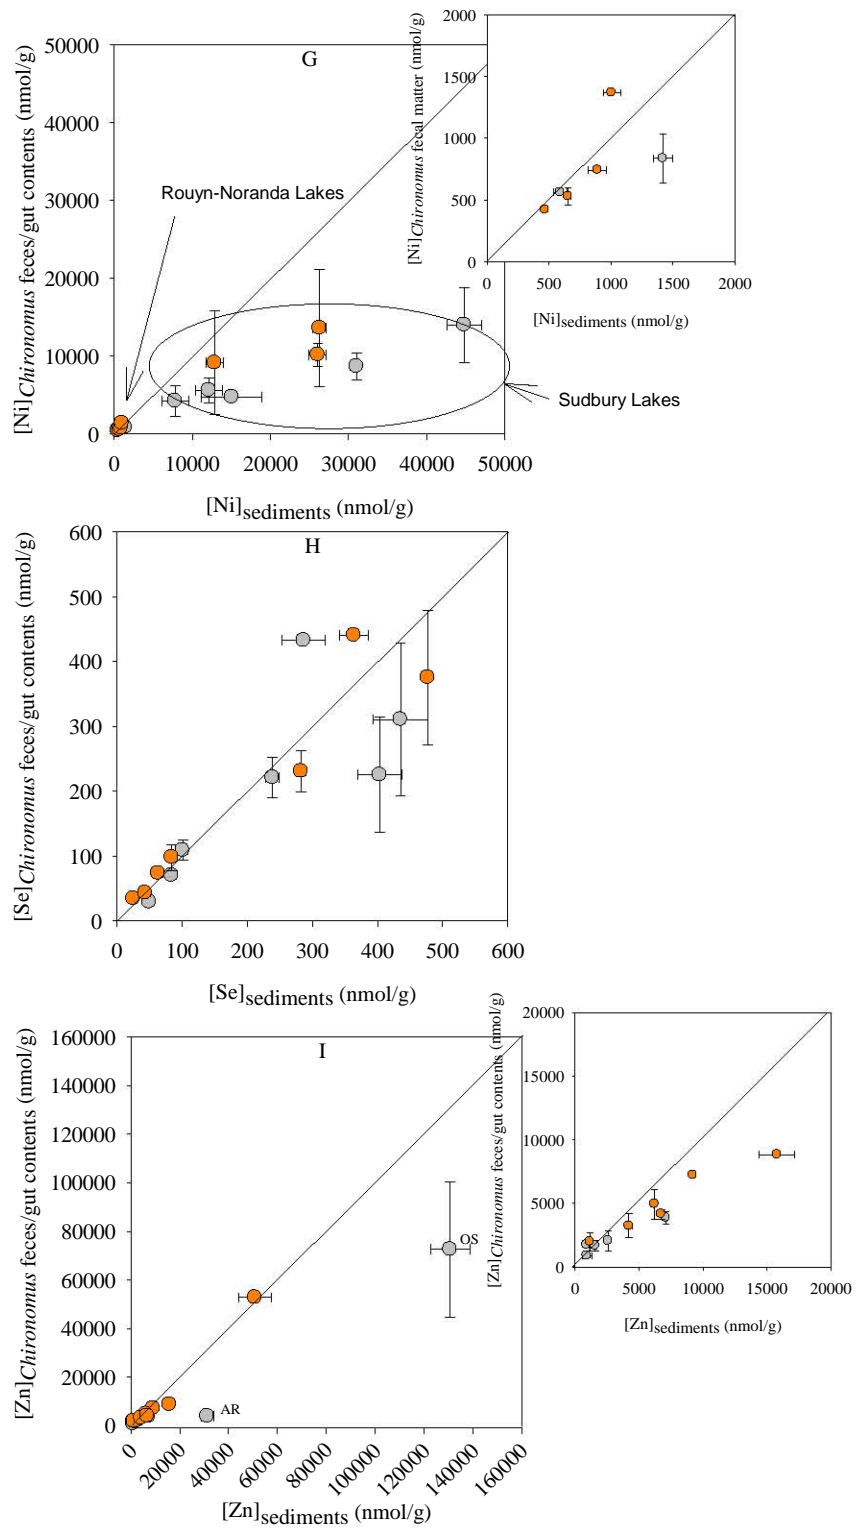 G
[Ni]Chironomus feces/gut contents (nmol/g)
50000
40000
30000
20000
10000
0
0 10000 20000 30000 40000 50000
[Ni]sediments (nmol/g)
Rouyn-Noranda Lakes
Sudbury Lakes
[Ni]Chironomus fecal matter (nmol/g)
2000
1500
1000
500
0
0 500 1000 1500 2000
[Ni]sediments (nmol/g)
H
[Se]Chironomus feces/gut contents (nmol/g)
600
500
400
300
200
100
0
0 100 200 300 400 500 600
[Se]sediments (nmol/g)
I
[Zn]Chironomus feces/gut contents (nmol/g)
160000
140000
120000
100000
80000
60000
40000
20000
0
0 20000 40000 60000 80000 100000 120000 140000 160000
[Zn]sediments (nmol/g)
OS
AR
[Zn]Chironomus feces/gut contents (nmol/g)
20000
15000
10000
5000
0
0 5000 10000 15000 20000
[Zn]sediments (nmol/g)